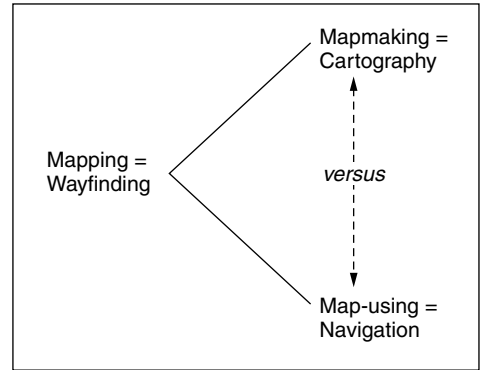 Mapmaking =
Cartography
Mapping =
Wayfinding
versus
Map-using =
Navigation